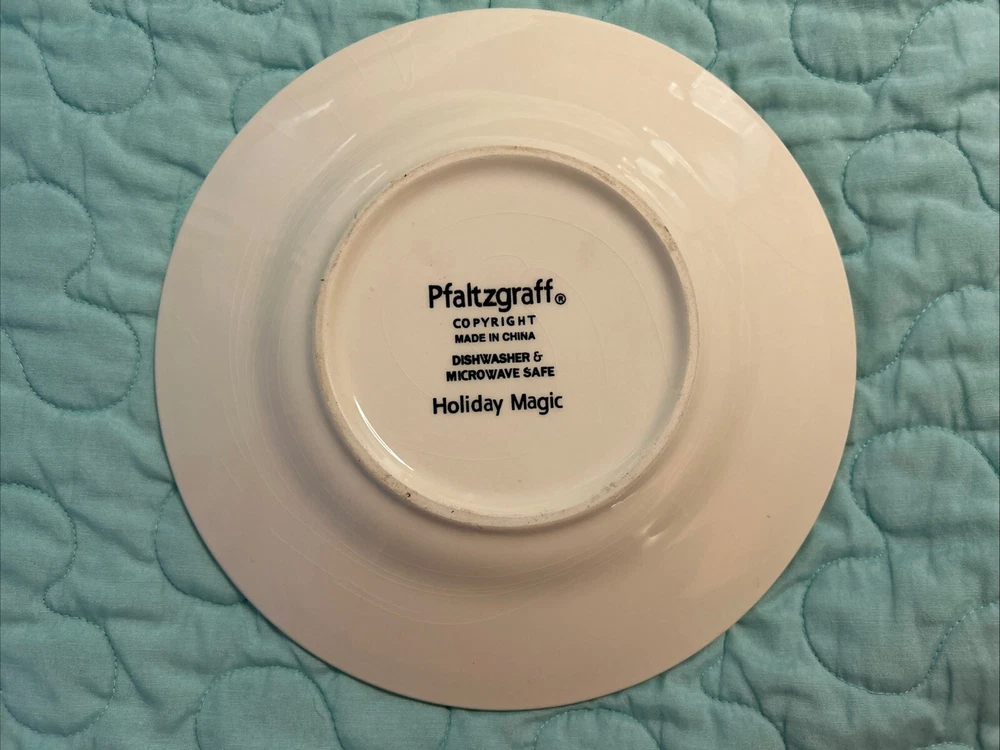 Pfaltzgraff®
COPYRIGHT
MADE IN CHINA
DISHWASHER &
MICROWAVE SAFE
Holiday Magic